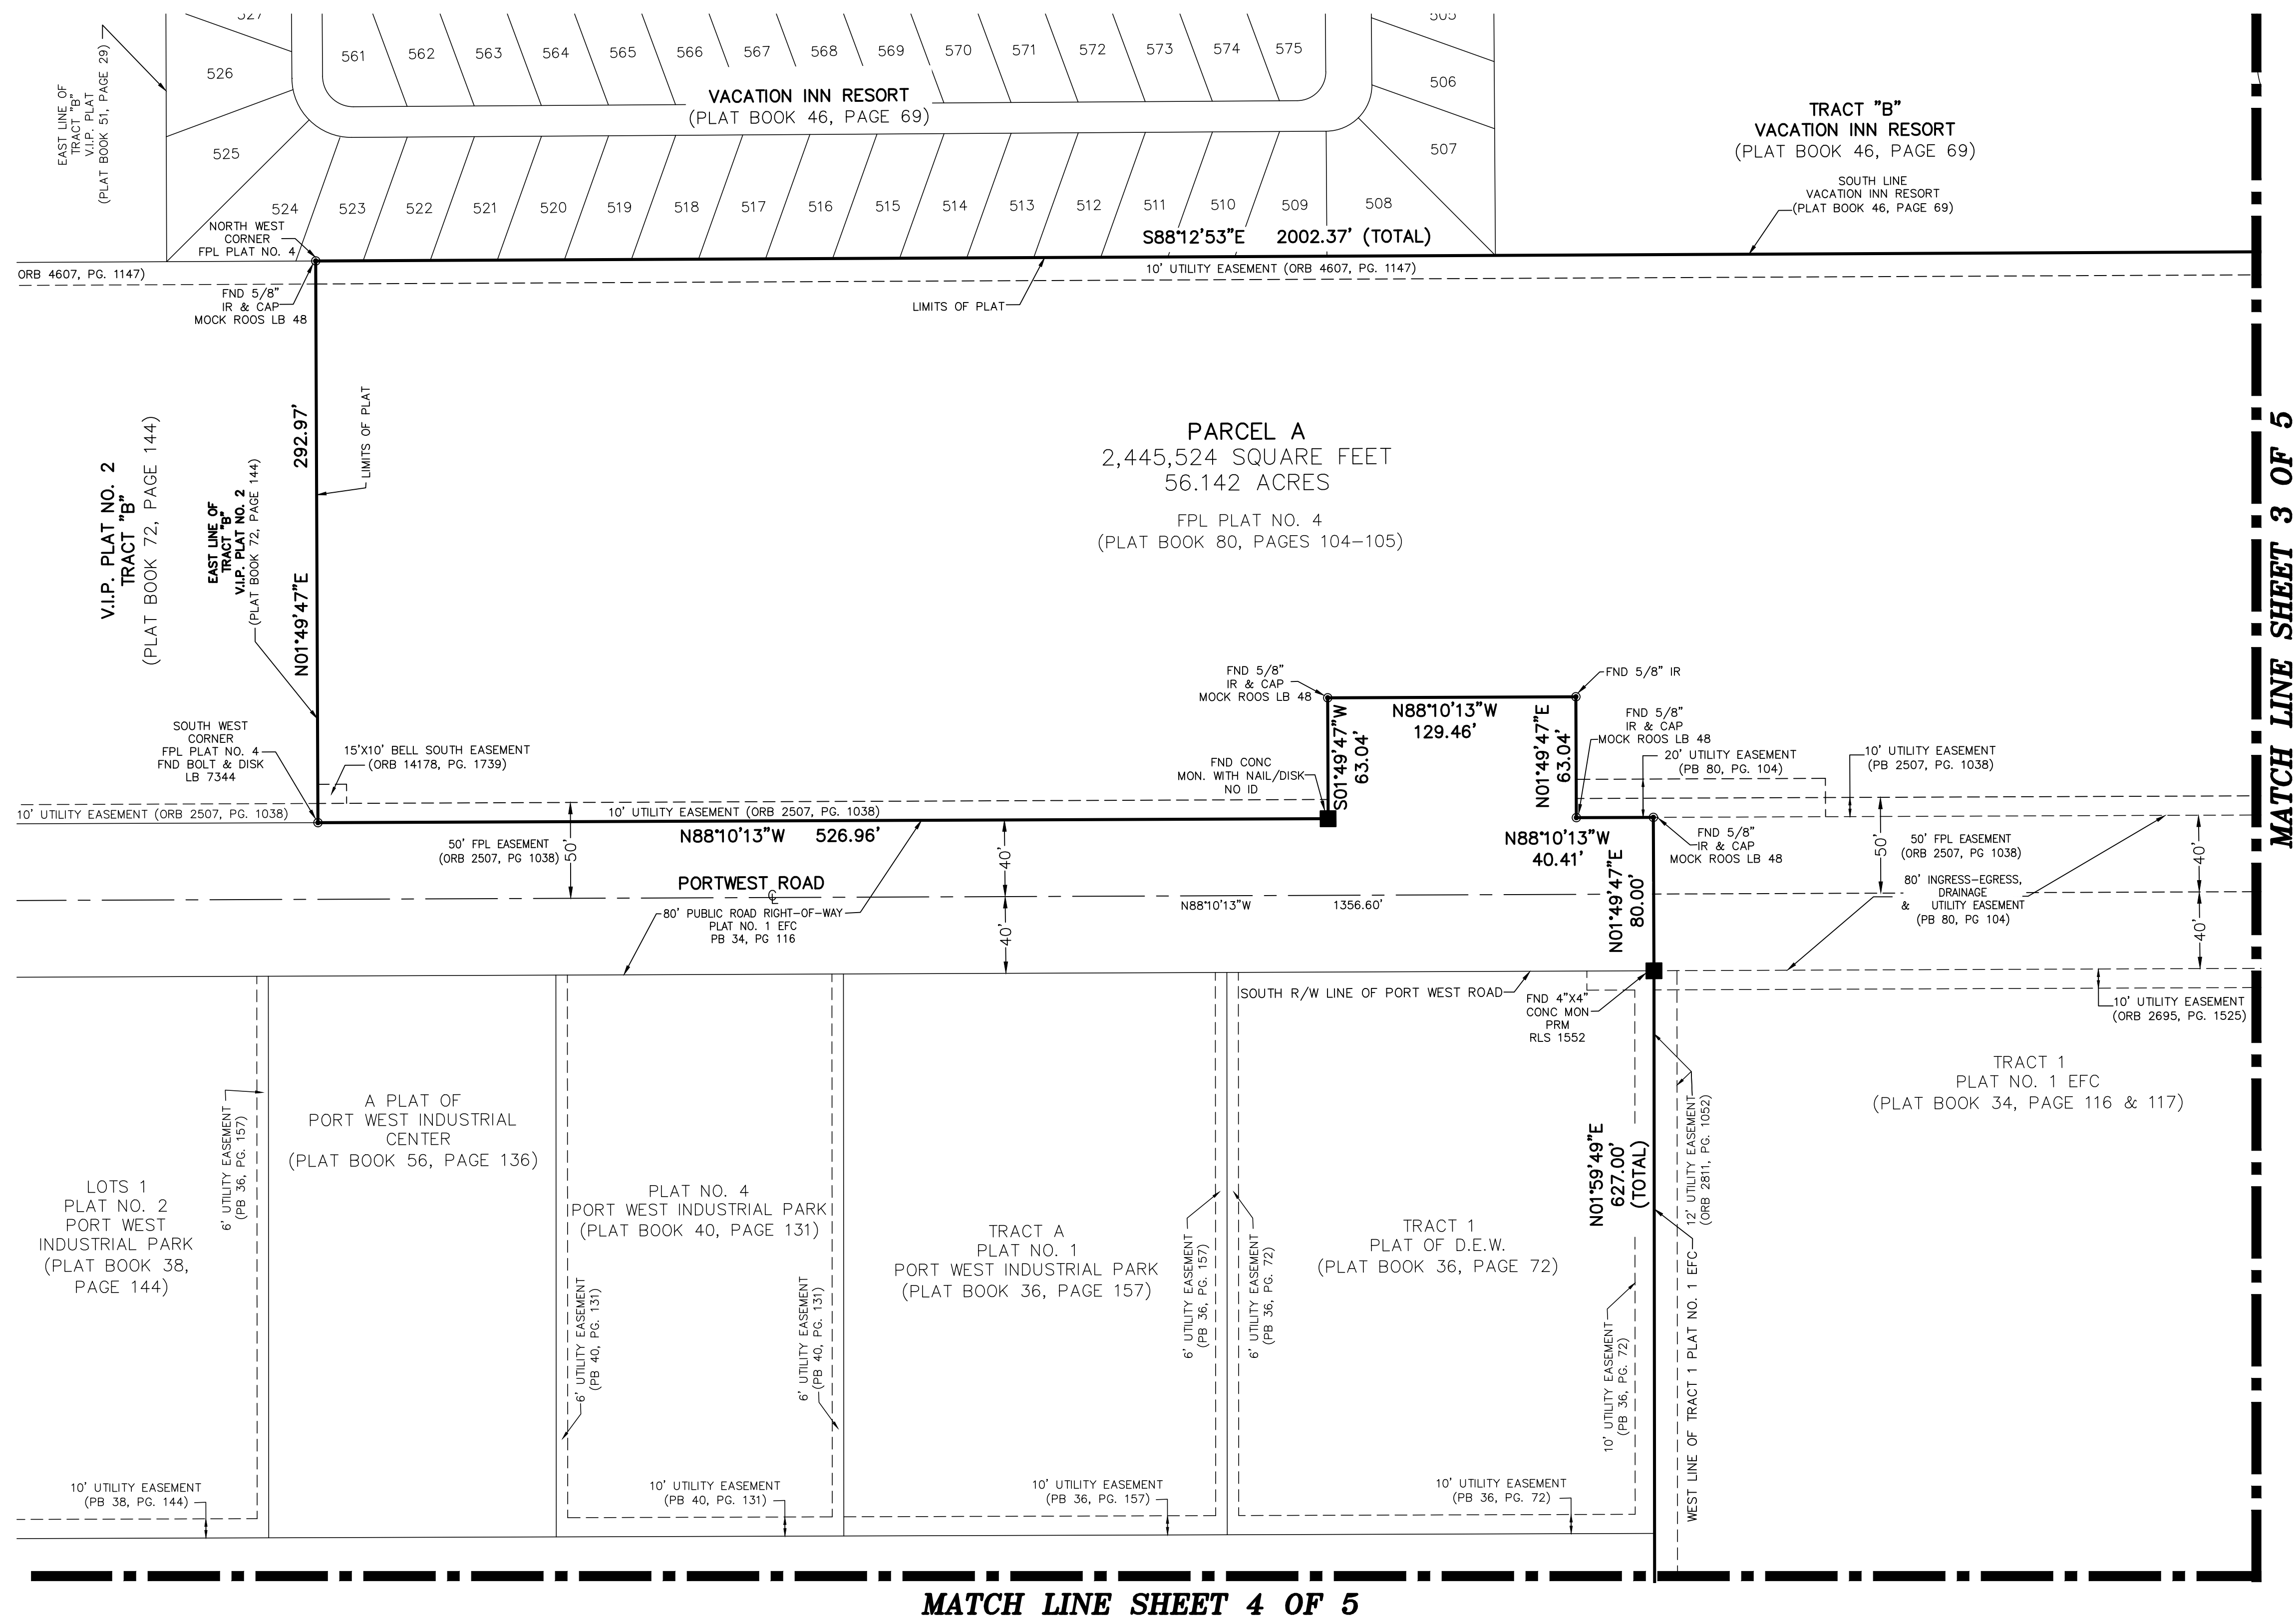 527
561
562
563
564
565
566
567
568
569
570
571
572
573
574
575
505
526
506
525
507
EAST LINE OF
TRACT "B"
V.I.P. PLAT
(PLAT BOOK 51, PAGE 29)
VACATION INN RESORT
(PLAT BOOK 46, PAGE 69)
TRACT "B"
VACATION INN RESORT
(PLAT BOOK 46, PAGE 69)
SOUTH LINE
VACATION INN RESORT
(PLAT BOOK 46, PAGE 69)
524
523
522
521
520
519
518
517
516
515
514
513
512
511
510
509
508
NORTH WEST
CORNER
FPL PLAT NO. 4
S88°12'53"E 2002.37' (TOTAL)
ORB 4607, PG. 1147)
10' UTILITY EASEMENT (ORB 4607, PG. 1147)
FND 5/8"
IR & CAP
MOCK ROOS LB 48
LIMITS OF PLAT
292.97'
N01°49'47"E
LIMITS OF PLAT
V.I.P. PLAT NO. 2
TRACT "B"
(PLAT BOOK 72, PAGE 144)
EAST LINE OF
TRACT "B"
V.I.P. PLAT NO. 2
(PLAT BOOK 72, PAGE 144)
PARCEL A
2,445,524 SQUARE FEET
56.142 ACRES
FPL PLAT NO. 4
(PLAT BOOK 80, PAGES 104-105)
MATCH LINE SHEET 3 OF 5
SOUTH WEST
CORNER
FPL PLAT NO. 4
FND BOLT & DISK
LB 7344
15'X10' BELL SOUTH EASEMENT
(ORB 14178, PG. 1739)
FND 5/8"
IR & CAP
MOCK ROOS LB 48
FND 5/8" IR
N88°10'13"W
129.46'
S01°49'47"W
63.04'
N01°49'47"E
63.04'
FND 5/8"
IR & CAP
MOCK ROOS LB 48
FND CONC
MON. WITH NAIL/DISK
NO ID
20' UTILITY EASEMENT
(PB 80, PG. 104)
10' UTILITY EASEMENT
(PB 2507, PG. 1038)
10' UTILITY EASEMENT (ORB 2507, PG. 1038)
10' UTILITY EASEMENT (ORB 2507, PG. 1038)
N88°10'13"W 526.96'
50' FPL EASEMENT
(ORB 2507, PG 1038)
50'
40'
40'
N88°10'13"W
40.41'
FND 5/8"
IR & CAP
MOCK ROOS LB 48
N01°49'47"E
80.00'
50'
50' FPL EASEMENT
(ORB 2507, PG 1038)
40'
40'
80' INGRESS-EGRESS,
DRAINAGE
& UTILITY EASEMENT
(PB 80, PG 104)
PORTWEST ROAD
CL
N88°10'13"W 1356.60'
80' PUBLIC ROAD RIGHT-OF-WAY
PLAT NO. 1 EFC
PB 34, PG 116
SOUTH R/W LINE OF PORT WEST ROAD
FND 4"X4"
CONC MON
PRM
RLS 1552
10' UTILITY EASEMENT
(ORB 2695, PG. 1525)
TRACT 1
PLAT NO. 1 EFC
(PLAT BOOK 34, PAGE 116 & 117)
LOTS 1
PLAT NO. 2
PORT WEST
INDUSTRIAL PARK
(PLAT BOOK 38,
PAGE 144)
6' UTILITY EASEMENT
(PB 36, PG. 157)
A PLAT OF
PORT WEST INDUSTRIAL
CENTER
(PLAT BOOK 56, PAGE 136)
PLAT NO. 4
PORT WEST INDUSTRIAL PARK
(PLAT BOOK 40, PAGE 131)
6' UTILITY EASEMENT
(PB 40, PG. 131)
6' UTILITY EASEMENT
(PB 40, PG. 131)
TRACT A
PLAT NO. 1
PORT WEST INDUSTRIAL PARK
(PLAT BOOK 36, PAGE 157)
6' UTILITY EASEMENT
(PB 36, PG. 157)
6' UTILITY EASEMENT
(PB 36, PG. 72)
TRACT 1
PLAT OF D.E.W.
(PLAT BOOK 36, PAGE 72)
10' UTILITY EASEMENT
(PB 36, PG. 72)
N01°59'49"E
627.00'
(TOTAL)
12' UTILITY EASEMENT
(ORB 2811, PG. 1052)
WEST LINE OF TRACT 1 PLAT NO. 1 EFC
10' UTILITY EASEMENT
(PB 38, PG. 144)
10' UTILITY EASEMENT
(PB 40, PG. 131)
10' UTILITY EASEMENT
(PB 36, PG. 157)
10' UTILITY EASEMENT
(PB 36, PG. 72)
MATCH LINE SHEET 4 OF 5